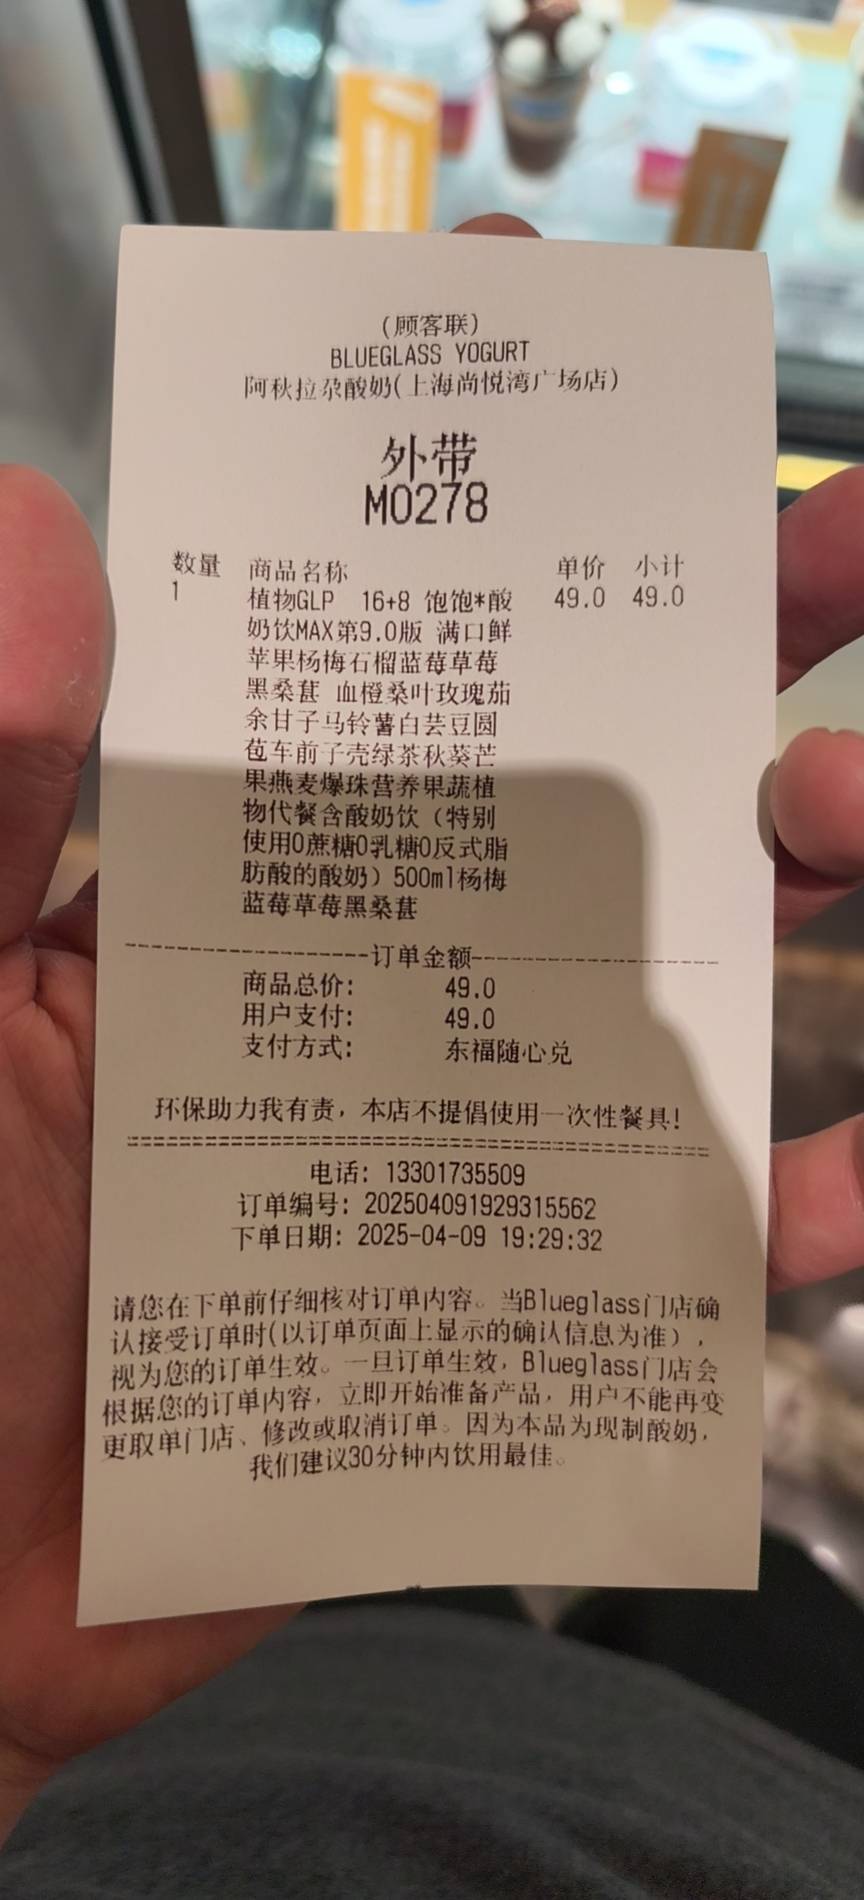 (顾客联)
BLUEGLASS YOGURT
阿秋拉尕酸奶(上海尚悦湾广场店)
外带
M0278
数量 商品名称 单价 小计
1 植物GLP 16+8 饱饱*酸 49.0 49.0
奶饮MAX第9.0版 满口鲜
苹果杨梅石榴蓝莓草莓
黑桑葚 血橙桑叶玫瑰茄
余甘子马铃薯白芸豆圆
苞车前子壳绿茶秋葵芒
果燕麦爆珠营养果蔬植
物代餐含酸奶饮（特别
使用0蔗糖0乳糖0反式脂
肪酸的酸奶）500ml杨梅
蓝莓草莓黑桑葚
订单金额
商品总价: 49.0
用户支付: 49.0
支付方式: 东福随心兑
环保助力我有责，本店不提倡使用一次性餐具!
电话: 13301735509
订单编号: 202504091929315562
下单日期: 2025-04-09 19:29:32
请您在下单前仔细核对订单内容。当Blueglass门店确
认接受订单时(以订单页面上显示的确认信息为准)，
视为您的订单生效。一旦订单生效，Blueglass门店会
根据您的订单内容，立即开始准备产品，用户不能再变
更取单门店、修改或取消订单。因为本品为现制酸奶，
我们建议30分钟内饮用最佳。